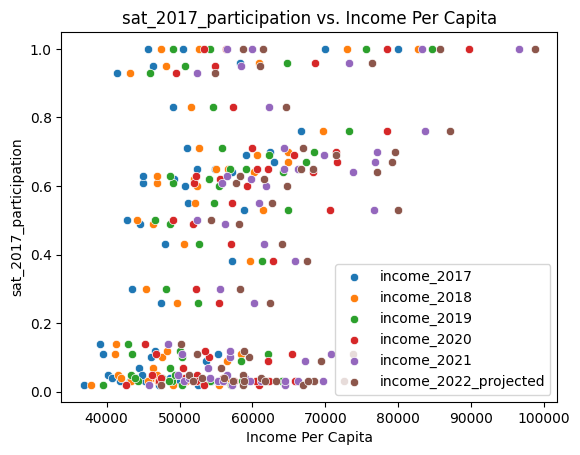 sat_2017_participation vs. Income Per Capita
1.0
0.8
0.6
0.4
0.2
0.0
sat_2017_participation
income_2017
income_2018
income_2019
income_2020
income_2021
income_2022_projected
40000 50000 60000 70000 80000 90000 100000
Income Per Capita